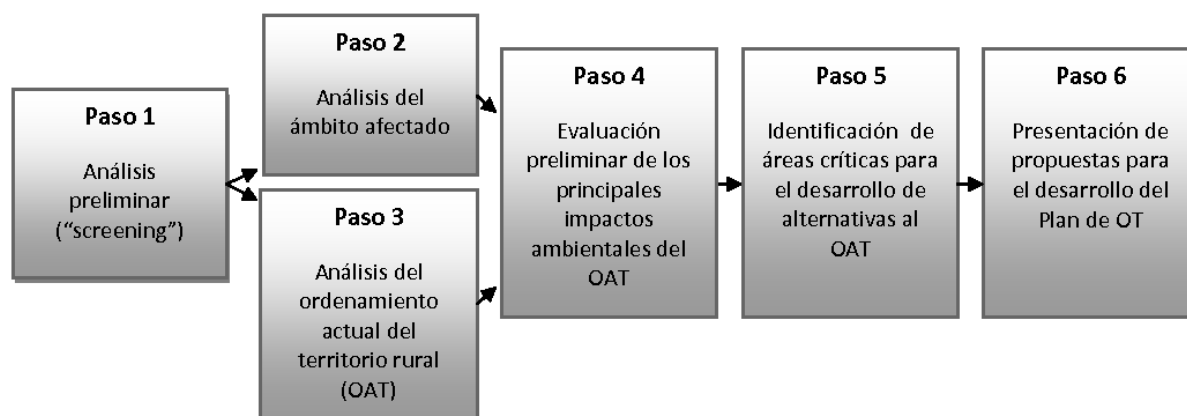 Paso 1
Análisis
preliminar
(“screening”)
Paso 2
Análisis del
ámbito afectado
Paso 3
Análisis del
ordenamiento
actual del
territorio rural
(OAT)
Paso 4
Evaluación
preliminar de los
principales
impactos
ambientales del
OAT
Paso 5
Identificación de
áreas críticas para
el desarrollo de
alternativas al
OAT
Paso 6
Presentación de
propuestas para
el desarrollo del
Plan de OT